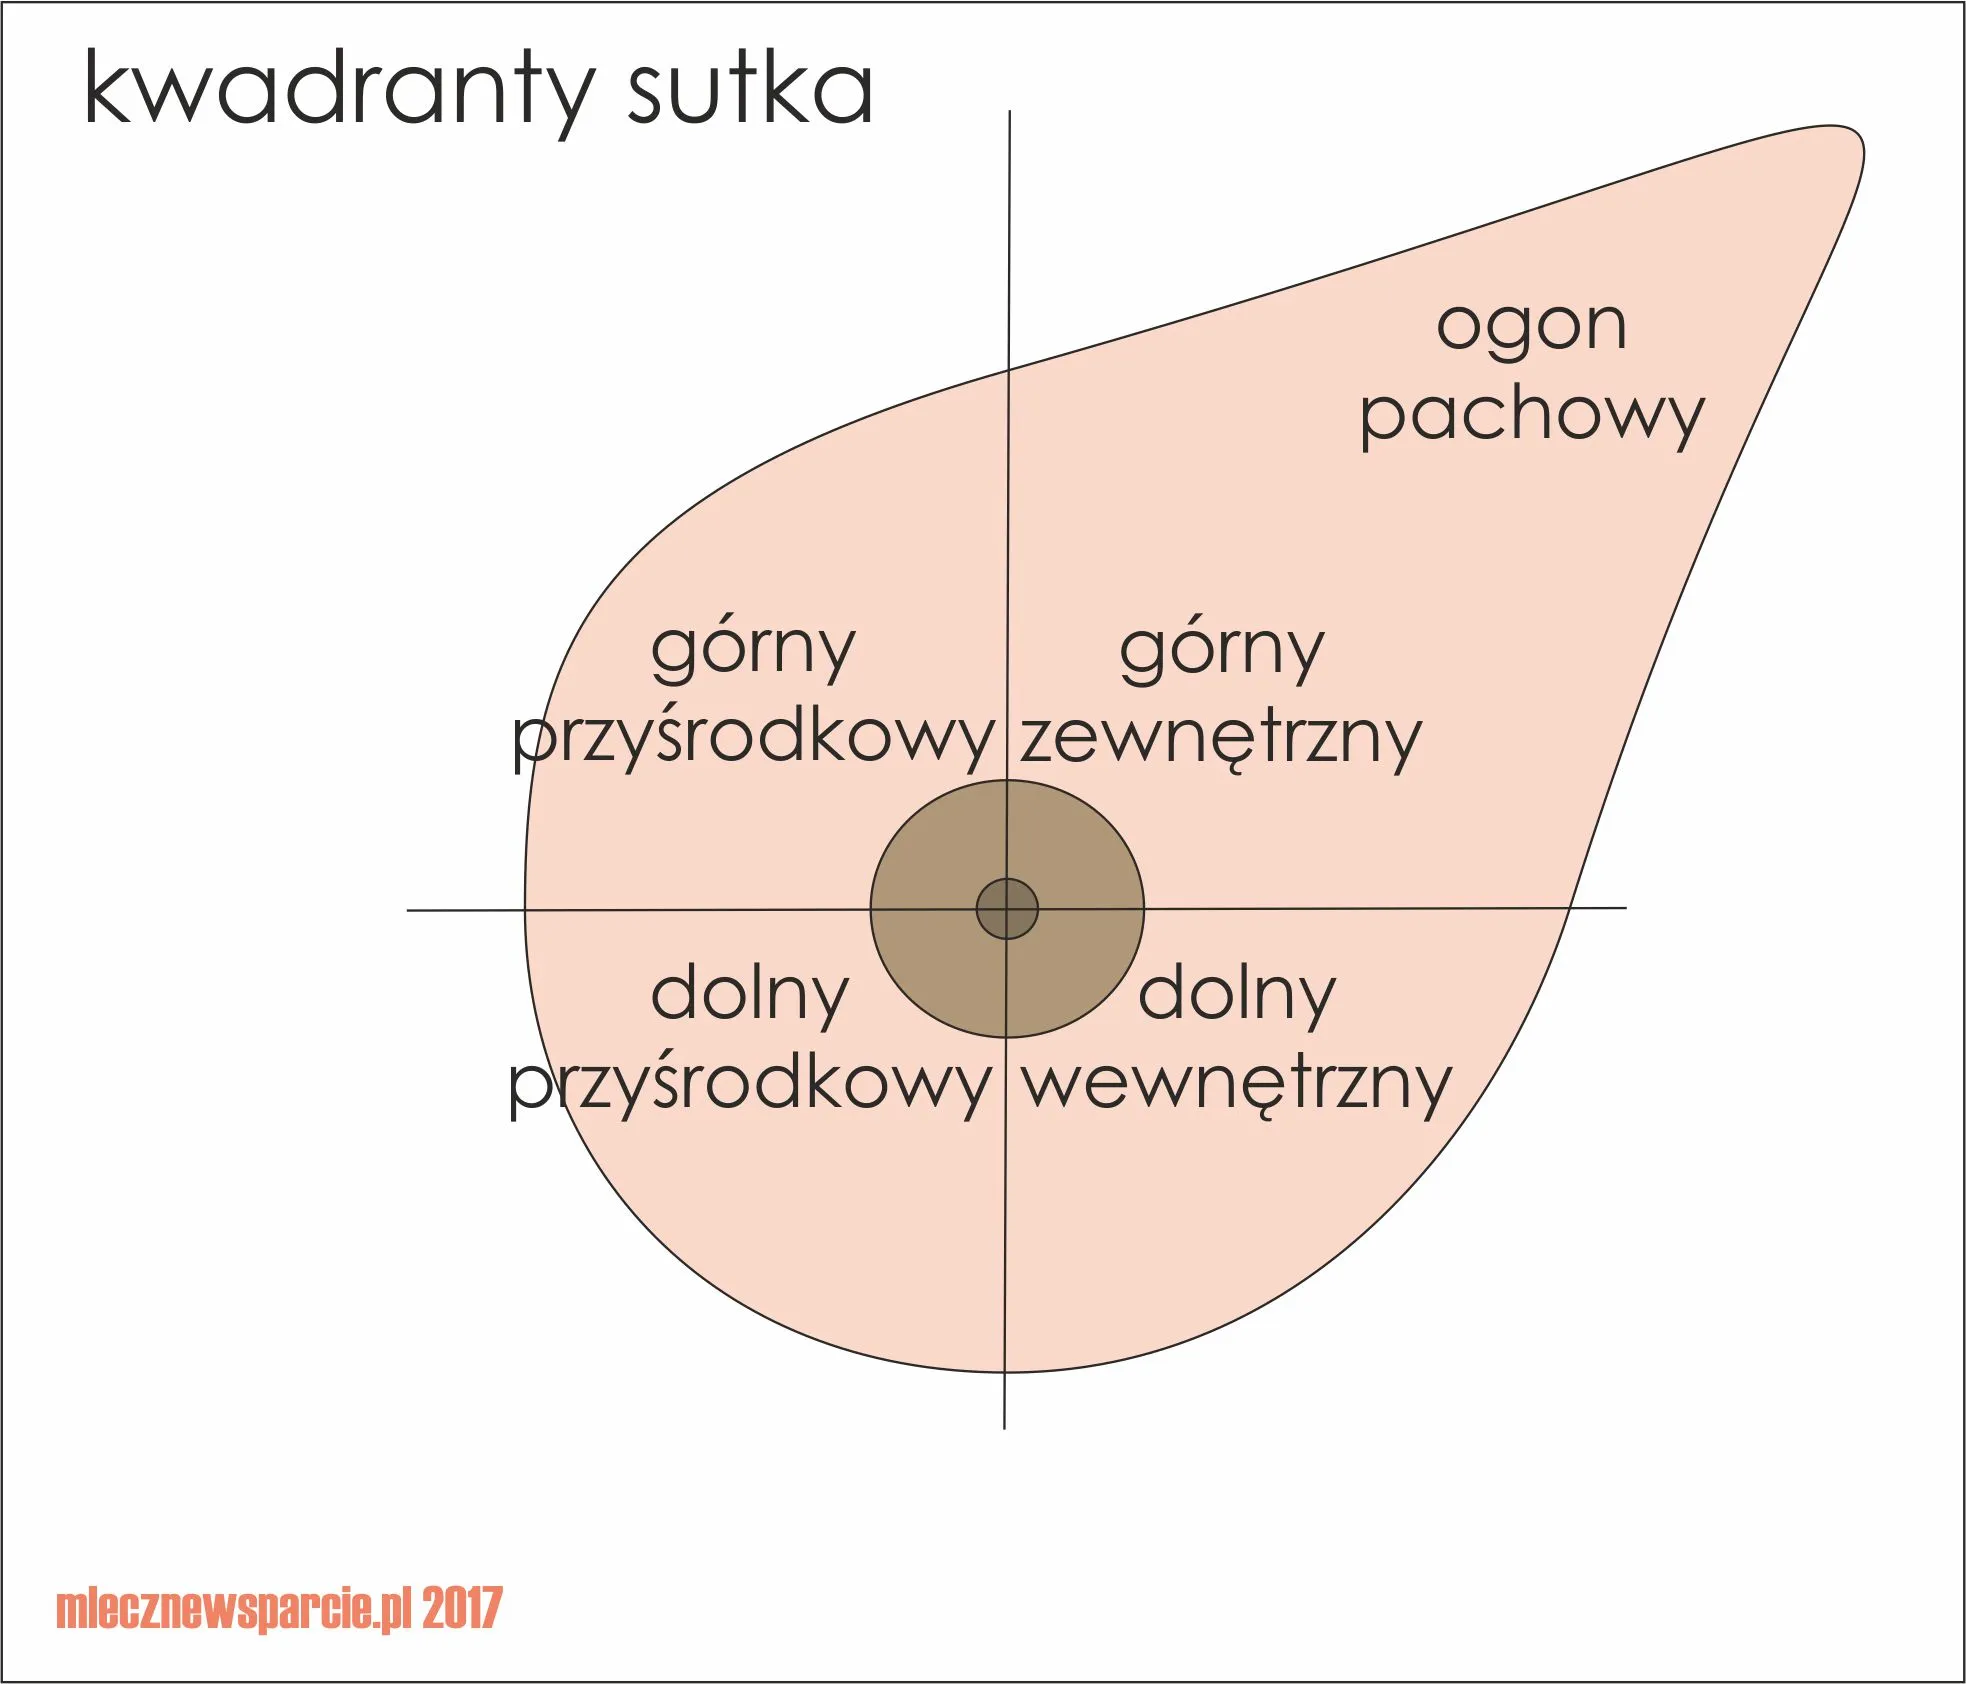 kwadranty sutka
ogon
pachowy
górny
przyśrodkowy
górny
zewnętrzny
dolny
przyśrodkowy
dolny
wewnętrzny
mlecznewsparcie.pl 2017